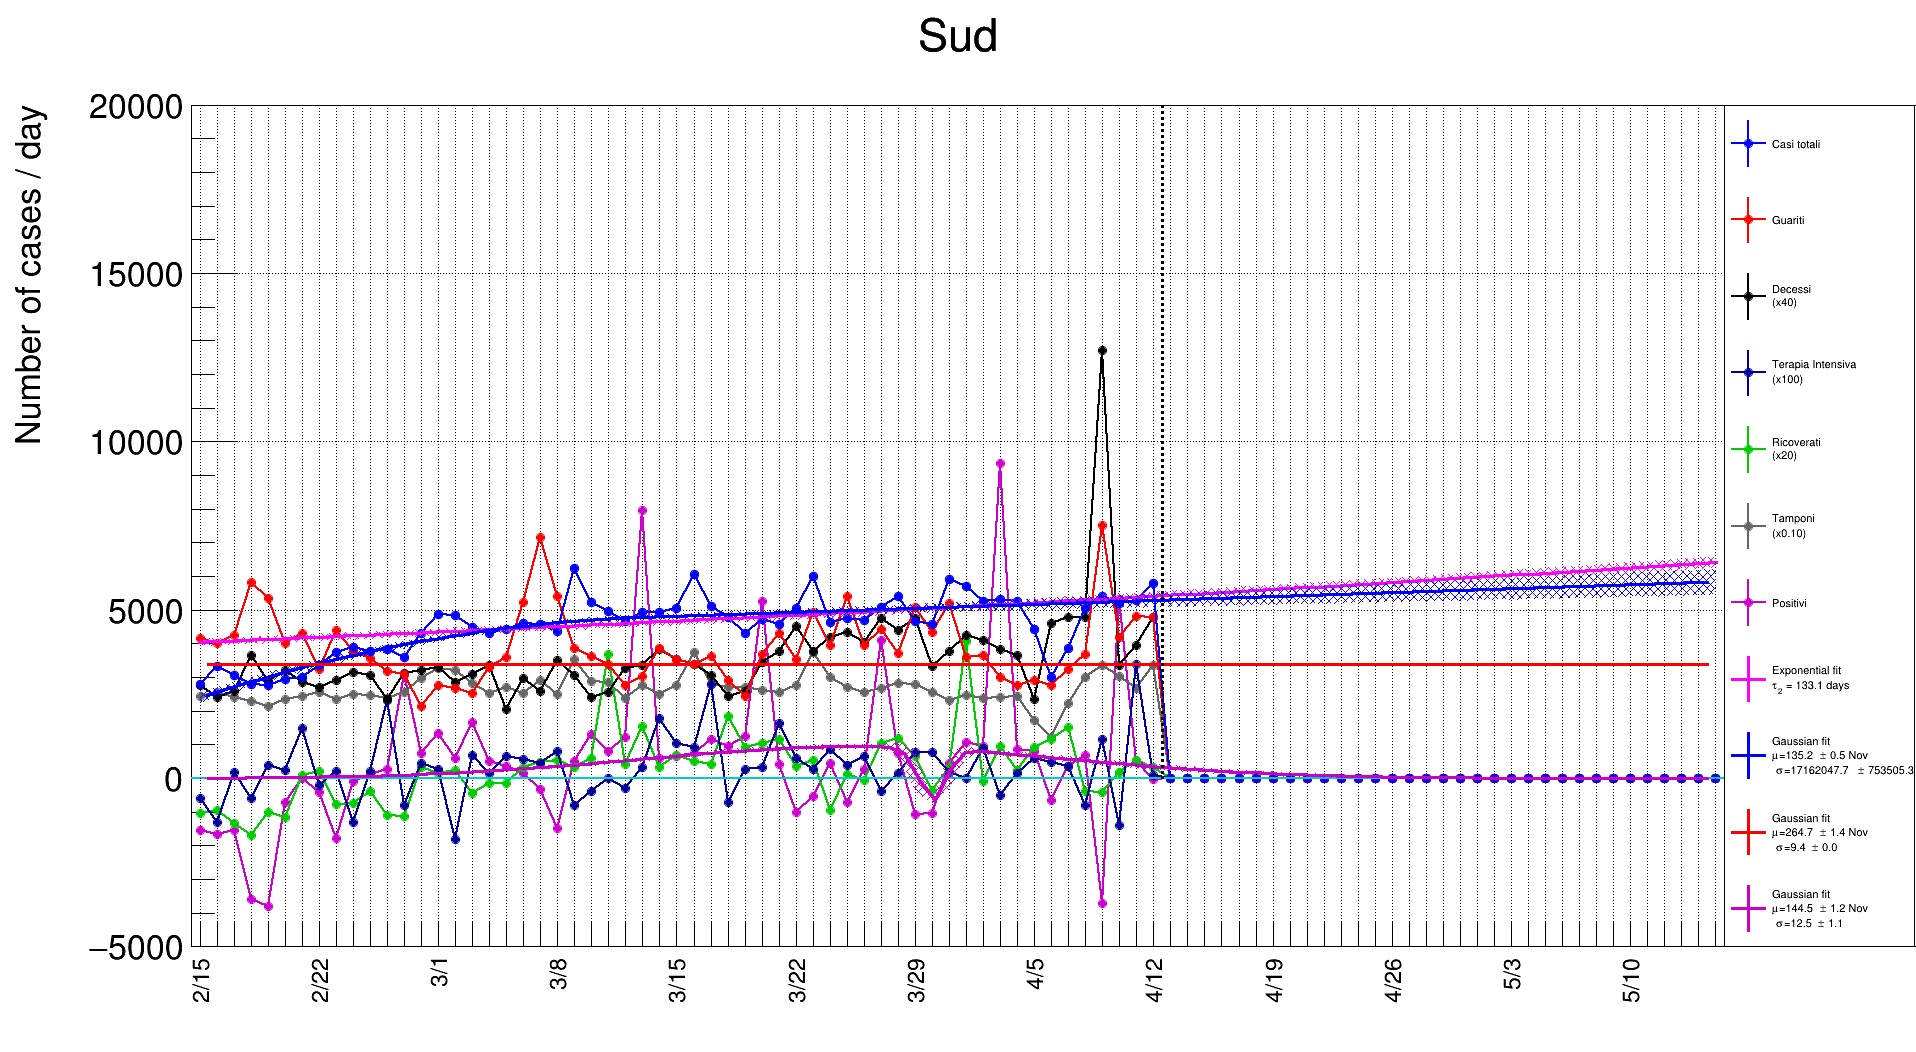 Sud
Number of cases / day
20000
15000
10000
5000
0
−5000
2/15
2/22
3/1
3/8
3/15
3/22
3/29
4/5
4/12
4/19
4/26
5/3
5/10
Casi totali
Guariti
Decessi
(x40)
Terapia Intensiva
(x100)
Ricoverati
(x20)
Tamponi
(x0.10)
Positivi
Exponential fit
τ2 = 133.1 days
Gaussian fit
μ=135.2 ± 0.5 Nov
σ=17162047.7 ± 753505.3
Gaussian fit
μ=264.7 ± 1.4 Nov
σ=9.4 ± 0.0
Gaussian fit
μ=144.5 ± 1.2 Nov
σ=12.5 ± 1.1